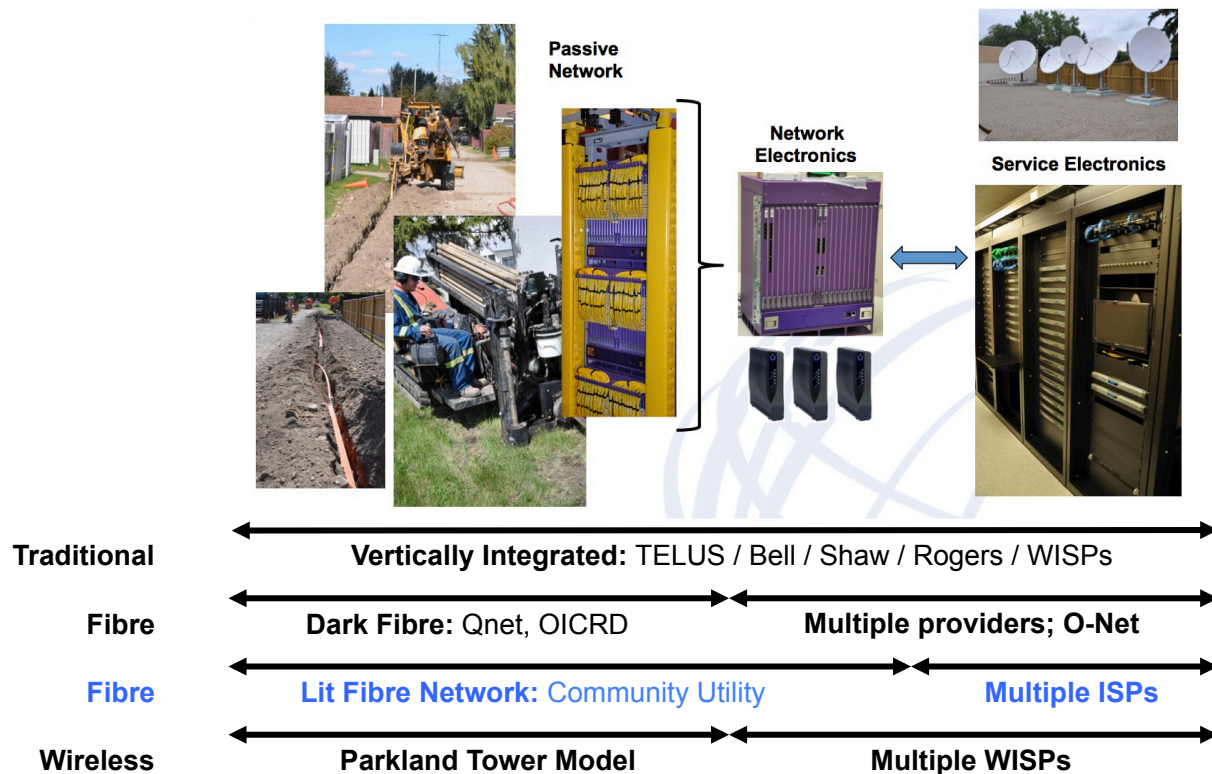 Passive
Network
Network
Electronics
Service Electronics
Traditional
Vertically Integrated: TELUS / Bell / Shaw / Rogers / WISPs
Fibre
Dark Fibre: Qnet, OICRD
Multiple providers; O-Net
Fibre
Lit Fibre Network: Community Utility
Multiple ISPs
Wireless
Parkland Tower Model
Multiple WISPs